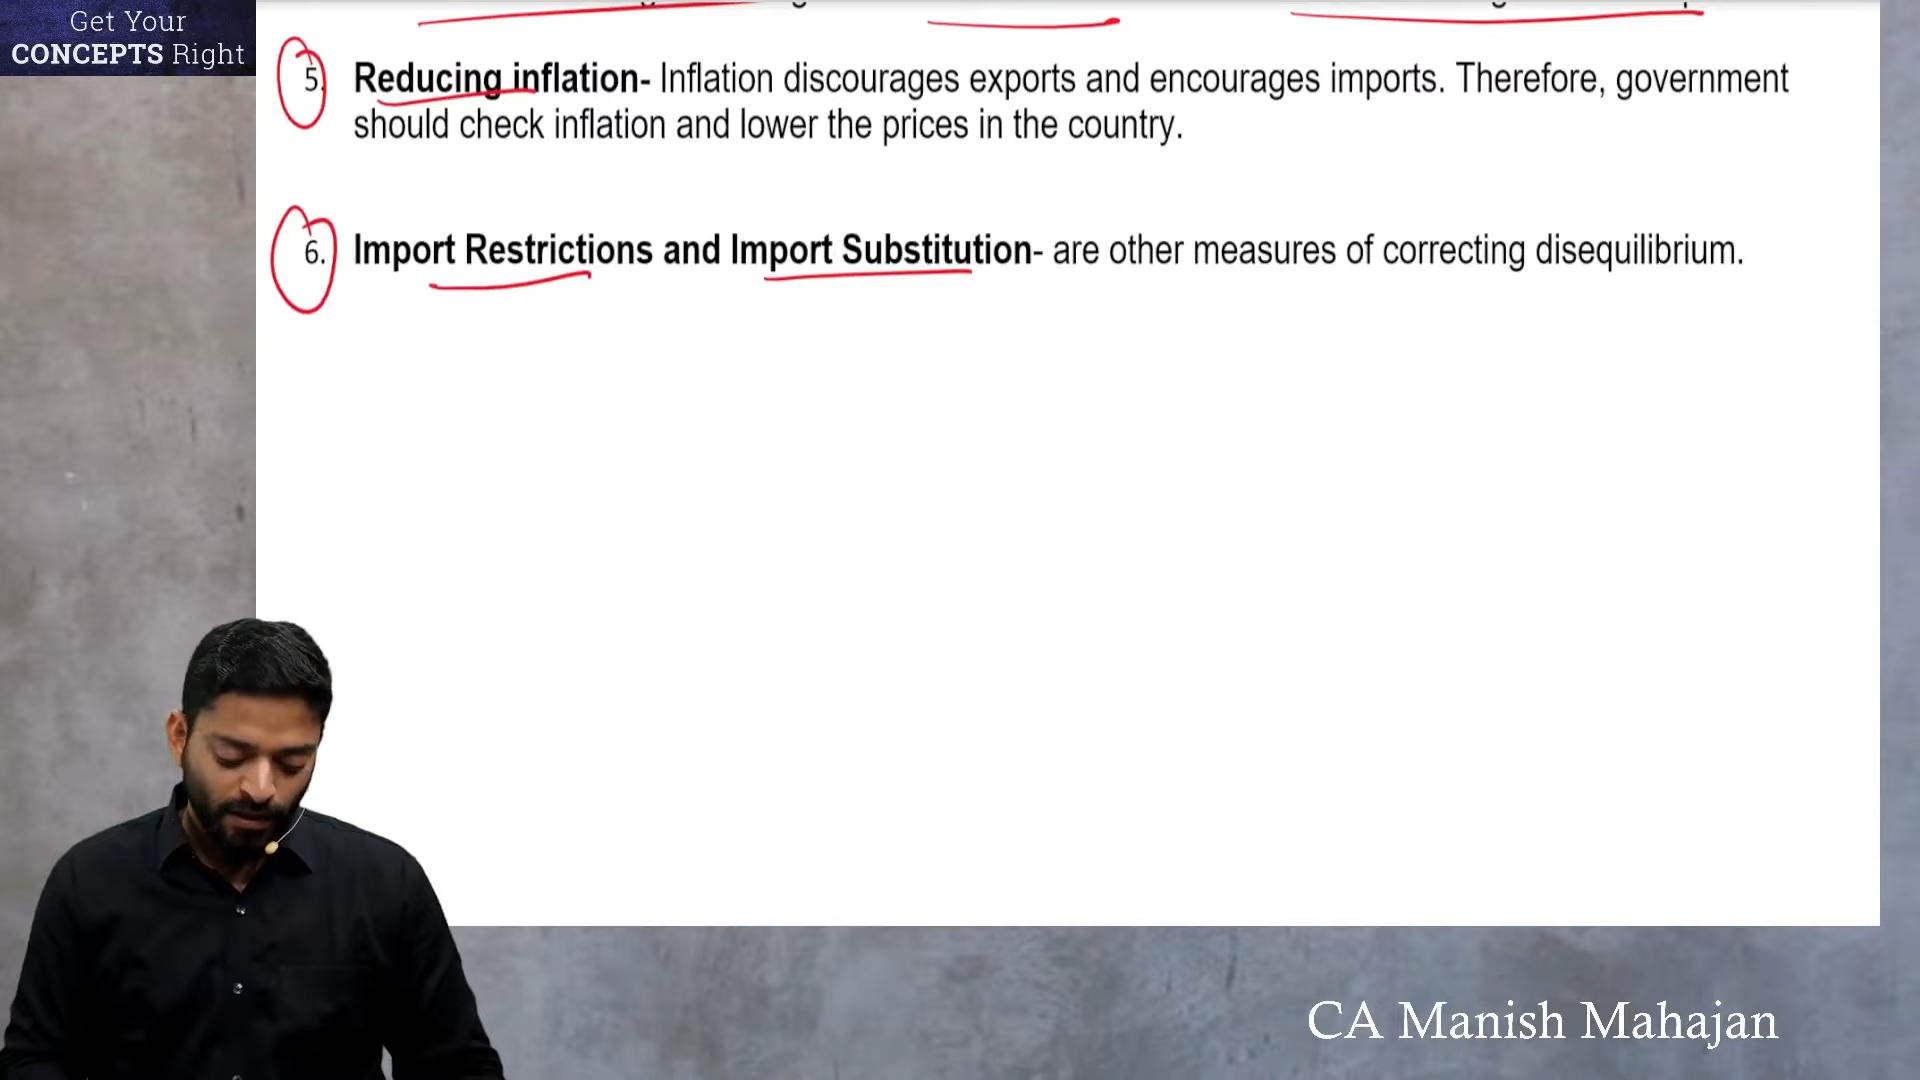 Get Your
CONCEPTS Right
5. Reducing inflation- Inflation discourages exports and encourages imports. Therefore, government
should check inflation and lower the prices in the country.
6. Import Restrictions and Import Substitution- are other measures of correcting disequilibrium.
CA Manish Mahajan